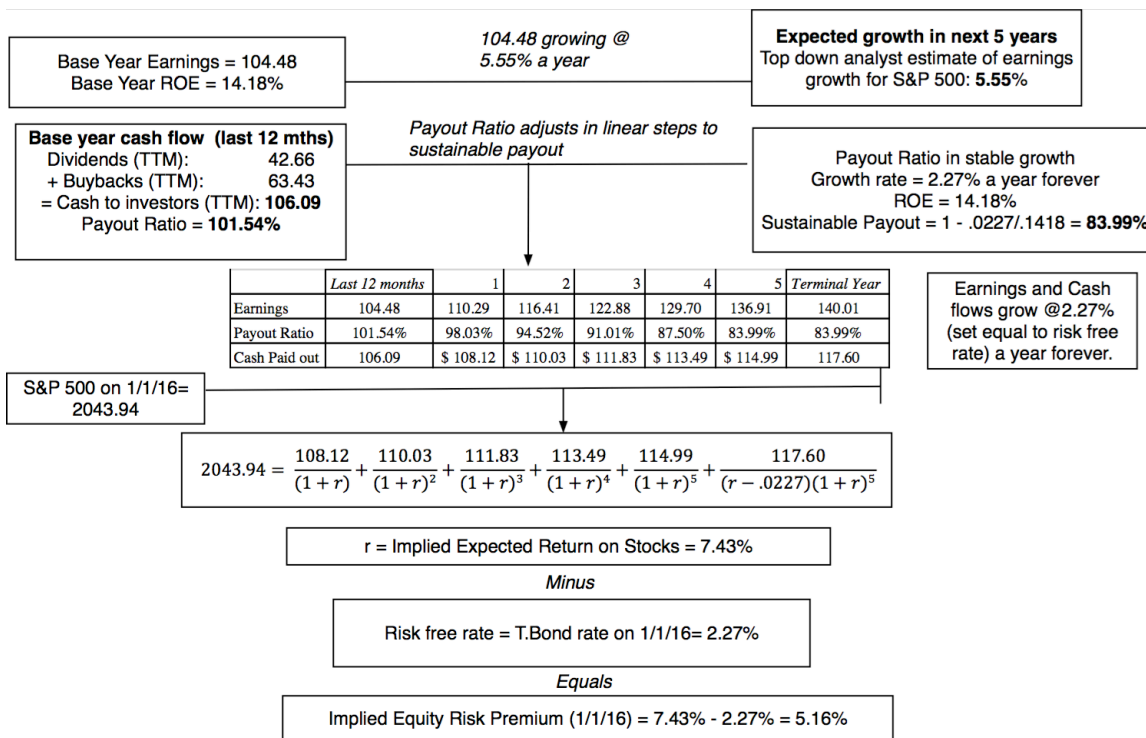 Base Year Earnings = 104.48
Base Year ROE = 14.18%
104.48 growing @
5.55% a year
Expected growth in next 5 years
Top down analyst estimate of earnings
growth for S&P 500: 5.55%
Base year cash flow (last 12 mths)
Dividends (TTM): 42.66
+ Buybacks (TTM): 63.43
= Cash to investors (TTM): 106.09
Payout Ratio = 101.54%
Payout Ratio adjusts in linear steps to
sustainable payout
Payout Ratio in stable growth
Growth rate = 2.27% a year forever
ROE = 14.18%
Sustainable Payout = 1 - .0227/.1418 = 83.99%
Last 12 months 1 2 3 4 5 Terminal Year
Earnings 104.48 110.29 116.41 122.88 129.70 136.91 140.01
Payout Ratio 101.54% 98.03% 94.52% 91.01% 87.50% 83.99% 83.99%
Cash Paid out 106.09 $ 108.12 $ 110.03 $ 111.83 $ 113.49 $ 114.99 117.60
Earnings and Cash
flows grow @2.27%
(set equal to risk free
rate) a year forever.
S&P 500 on 1/1/16=
2043.94
2043.94 = 108.12/(1 + r) + 110.03/(1 + r)² + 111.83/(1 + r)³ + 113.49/(1 + r)⁴ + 114.99/(1 + r)⁵ + 117.60/(r − .0227)(1 + r)⁵
r = Implied Expected Return on Stocks = 7.43%
Minus
Risk free rate = T.Bond rate on 1/1/16= 2.27%
Equals
Implied Equity Risk Premium (1/1/16) = 7.43% - 2.27% = 5.16%